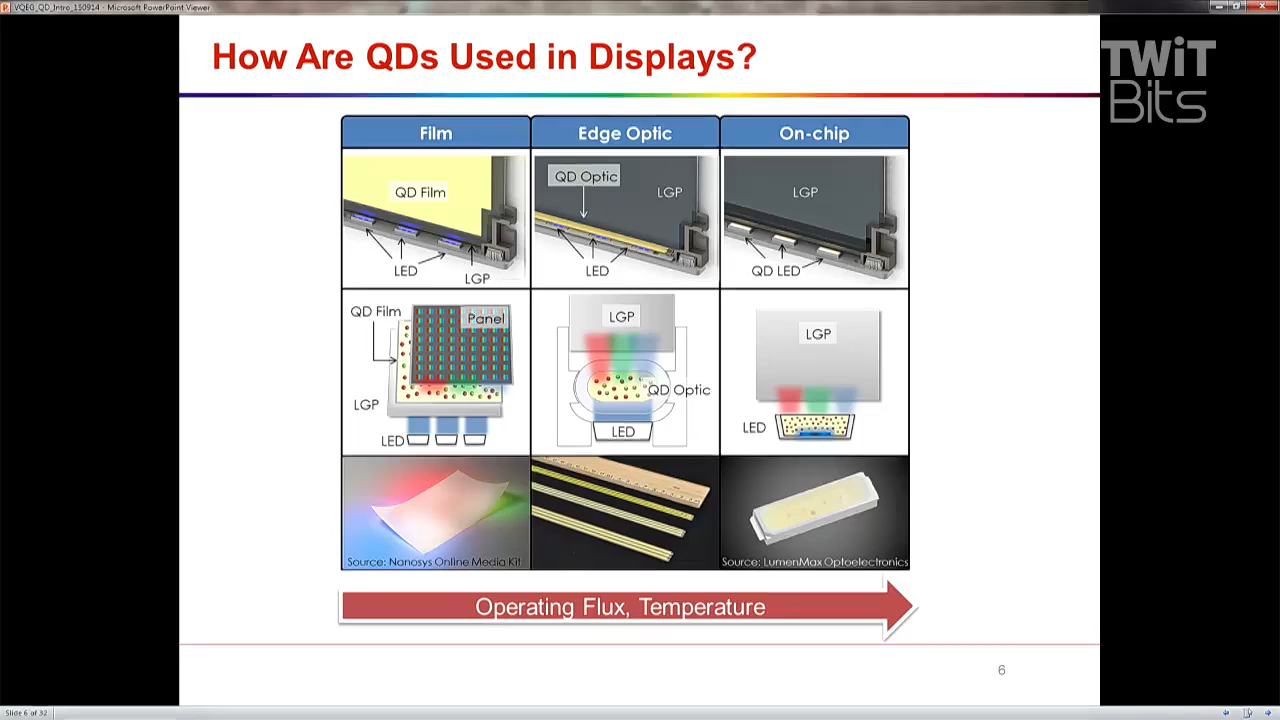 VQEG_QD_Intro_150914 - Microsoft PowerPoint Viewer
How Are QDs Used in Displays?
TWiT
Bits
Film
Edge Optic
On-chip
QD Film
LED
LGP
QD Optic
LGP
LED
LGP
QD LED
QD Film
Panel
LGP
LED
LGP
QD Optic
LED
LGP
LED
Source: Nanosys Online Media Kit
Source: LumenMax Optoelectronics
Operating Flux, Temperature
6
Slide 6 of 32